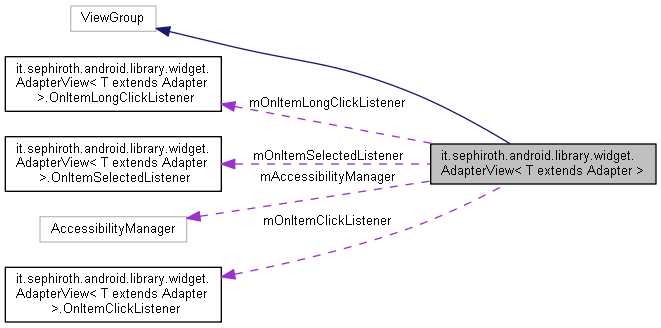 ViewGroup
it.sephiroth.android.library.widget.
AdapterView< T extends Adapter
>.OnItemLongClickListener
mOnItemLongClickListener
it.sephiroth.android.library.widget.
AdapterView< T extends Adapter
>.OnItemSelectedListener
mOnItemSelectedListener
mAccessibilityManager
it.sephiroth.android.library.widget.
AdapterView< T extends Adapter >
AccessibilityManager
mOnItemClickListener
it.sephiroth.android.library.widget.
AdapterView< T extends Adapter
>.OnItemClickListener